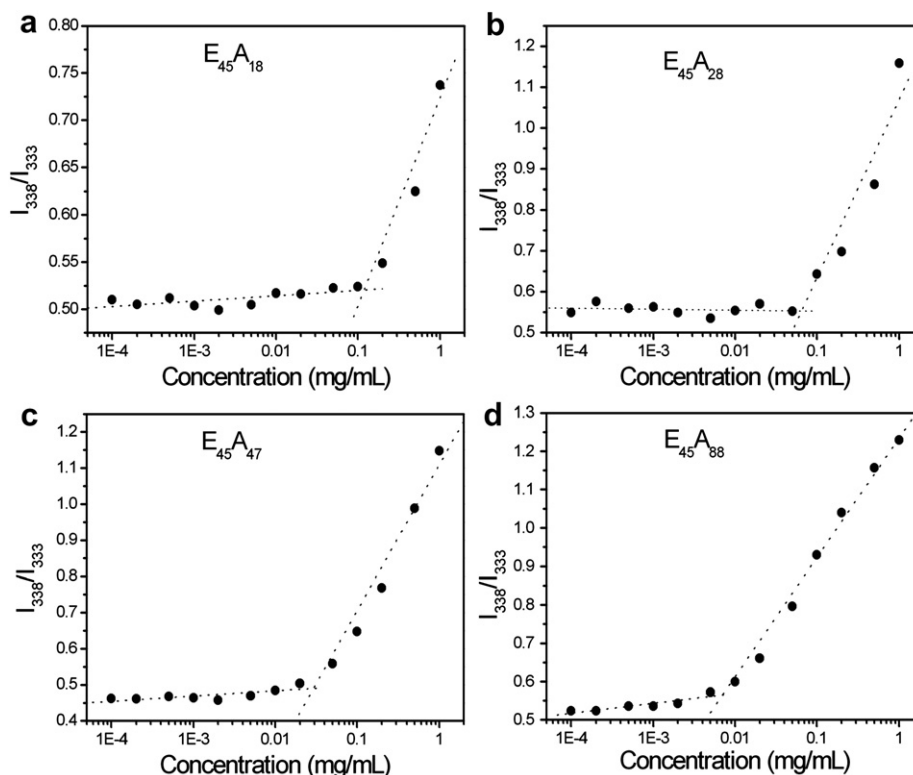 a
E45A18
I338/I333
0.80
0.75
0.70
0.65
0.60
0.55
0.50
1E-4 1E-3 0.01 0.1 1
Concentration (mg/mL)
b
E45A28
I338/I333
1.2
1.1
1.0
0.9
0.8
0.7
0.6
0.5
1E-4 1E-3 0.01 0.1 1
Concentration (mg/mL)
c
E45A47
I338/I333
1.2
1.1
1.0
0.9
0.8
0.7
0.6
0.5
0.4
1E-4 1E-3 0.01 0.1 1
Concentration (mg/mL)
d
E45A88
I338/I333
1.3
1.2
1.1
1.0
0.9
0.8
0.7
0.6
0.5
1E-4 1E-3 0.01 0.1 1
Concentration (mg/mL)